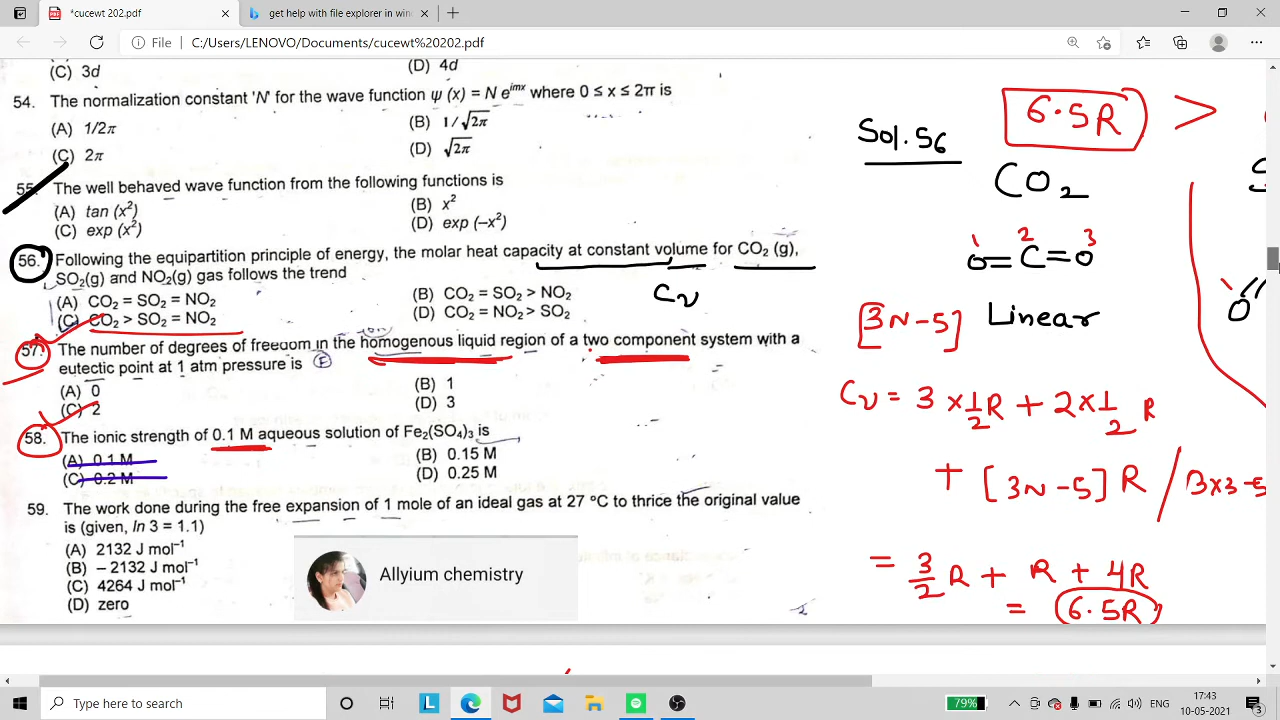 *cucewt 202.pdf
get help with file explorer in win
File
C:/Users/LENOVO/Documents/cucewt%20202.pdf
(C) 3d
(D) 4d
54. The normalization constant 'N' for the wave function ψ (x) = N e^imx where 0 ≤ x ≤ 2π is
(A) 1/2π
(B) 1/√2π
(C) 2π
(D) √2π
55. The well behaved wave function from the following functions is
(A) tan (x²)
(B) x²
(C) exp (x²)
(D) exp (–x²)
56. Following the equipartition principle of energy, the molar heat capacity at constant volume for CO₂ (g),
SO₂(g) and NO₂(g) gas follows the trend
(A) CO₂ = SO₂ = NO₂
(B) CO₂ = SO₂ > NO₂
(C) CO₂ > SO₂ = NO₂
(D) CO₂ = NO₂ > SO₂
Cv
57. The number of degrees of freedom in the homogenous liquid region of a two component system with a
eutectic point at 1 atm pressure is (F)
(A) 0
(B) 1
(C) 2
(D) 3
58. The ionic strength of 0.1 M aqueous solution of Fe₂(SO₄)₃ is
(A) 0.1 M
(B) 0.15 M
(C) 0.2 M
(D) 0.25 M
59. The work done during the free expansion of 1 mole of an ideal gas at 27 °C to thrice the original value
is (given, ln 3 = 1.1)
(A) 2132 J mol⁻¹
(B) – 2132 J mol⁻¹
(C) 4264 J mol⁻¹
(D) zero
Allyium chemistry
Sol. 56
6.5R >
CO₂
1 2 3
O=C=O
[3N-5] Linear
Cv = 3 × 1/2 R + 2 × 1/2 R
+ [3N-5] R / 3×3-5
= 3/2 R + R + 4R
= 6.5R
O
Type here to search
79%
ENG
17:43
10-05-2021
3